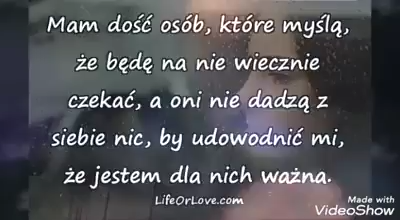 Mam dość osób, które myślą,
że będę na nie wiecznie
czekać, a oni nie dadzą z
siebie nic, by udowodnić mi,
że jestem dla nich ważna.
LifeOrLove.com
Made with
VideoShow